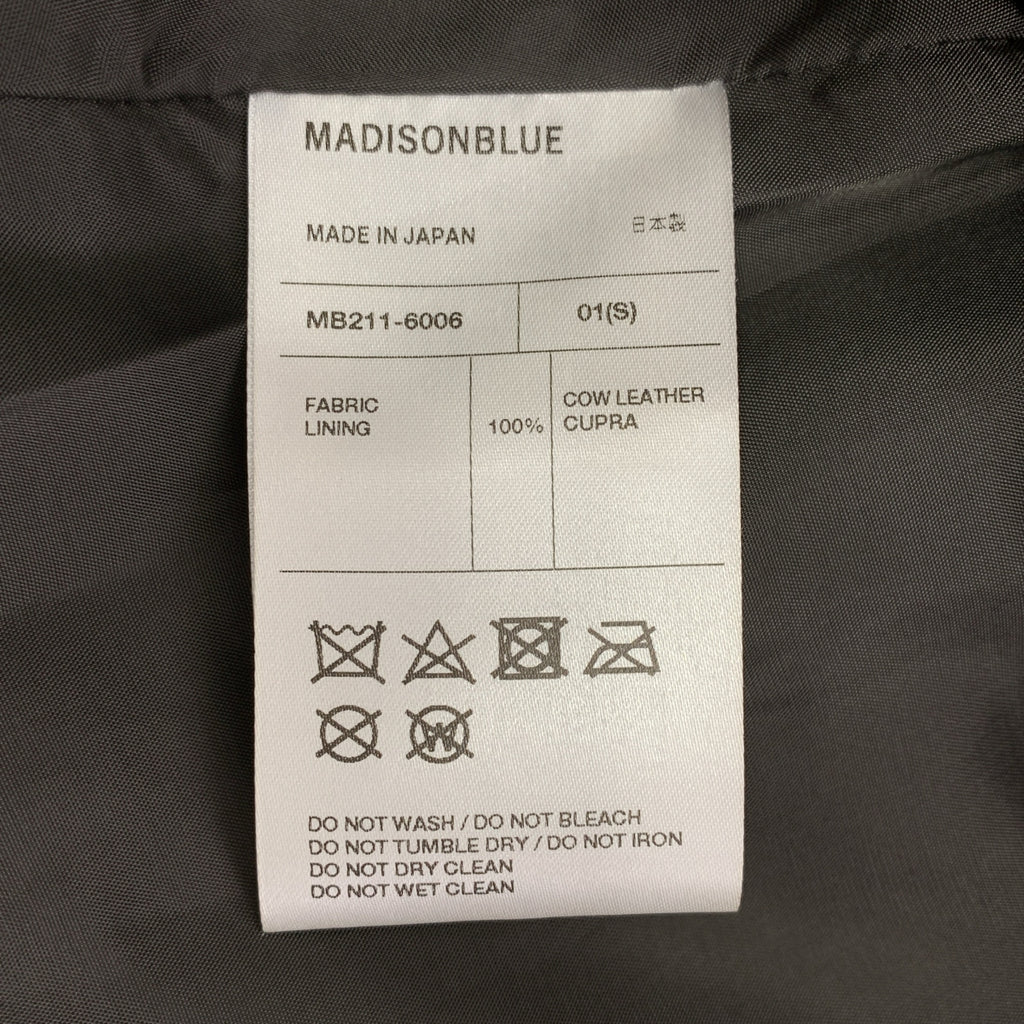 MADISONBLUE
MADE IN JAPAN 日本製
MB211-6006 01(S)
FABRIC COW LEATHER
LINING 100% CUPRA
W
DO NOT WASH / DO NOT BLEACH
DO NOT TUMBLE DRY / DO NOT IRON
DO NOT DRY CLEAN
DO NOT WET CLEAN